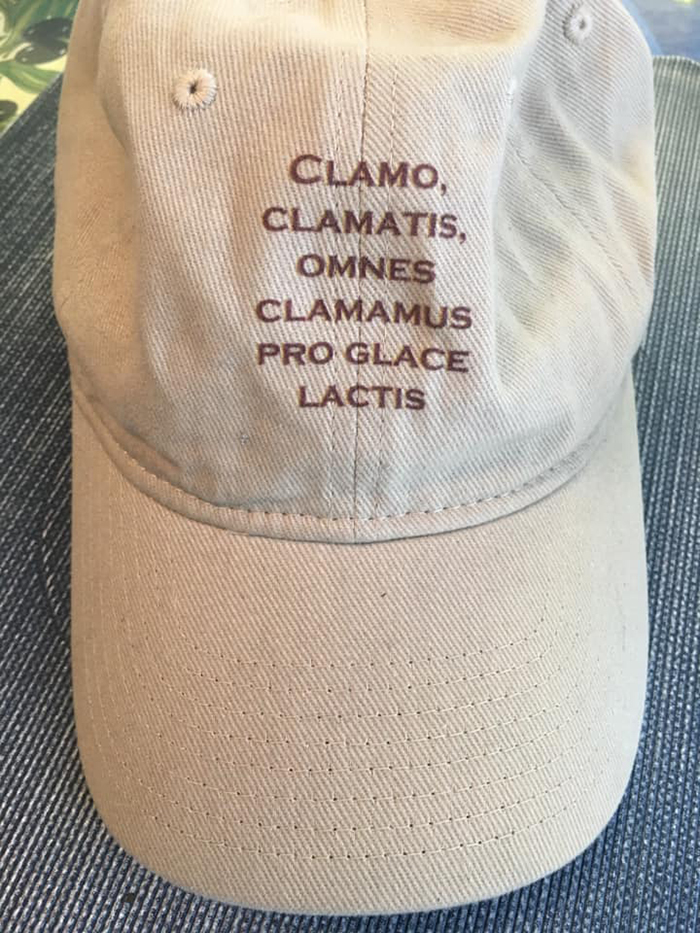 CLAMO,
CLAMATIS,
OMNES
CLAMAMUS
PRO GLACE
LACTIS